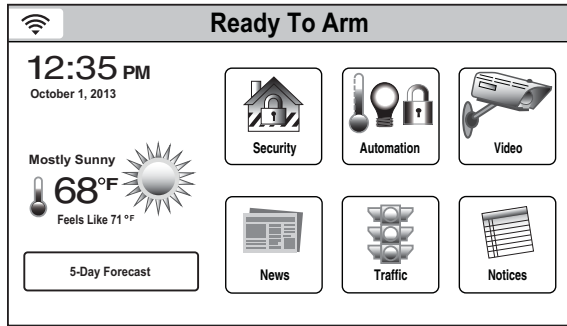 Ready To Arm
12:35 PM
October 1, 2013
Mostly Sunny
68°F
Feels Like 71 °F
5-Day Forecast
Security
Automation
Video
News
Traffic
Notices